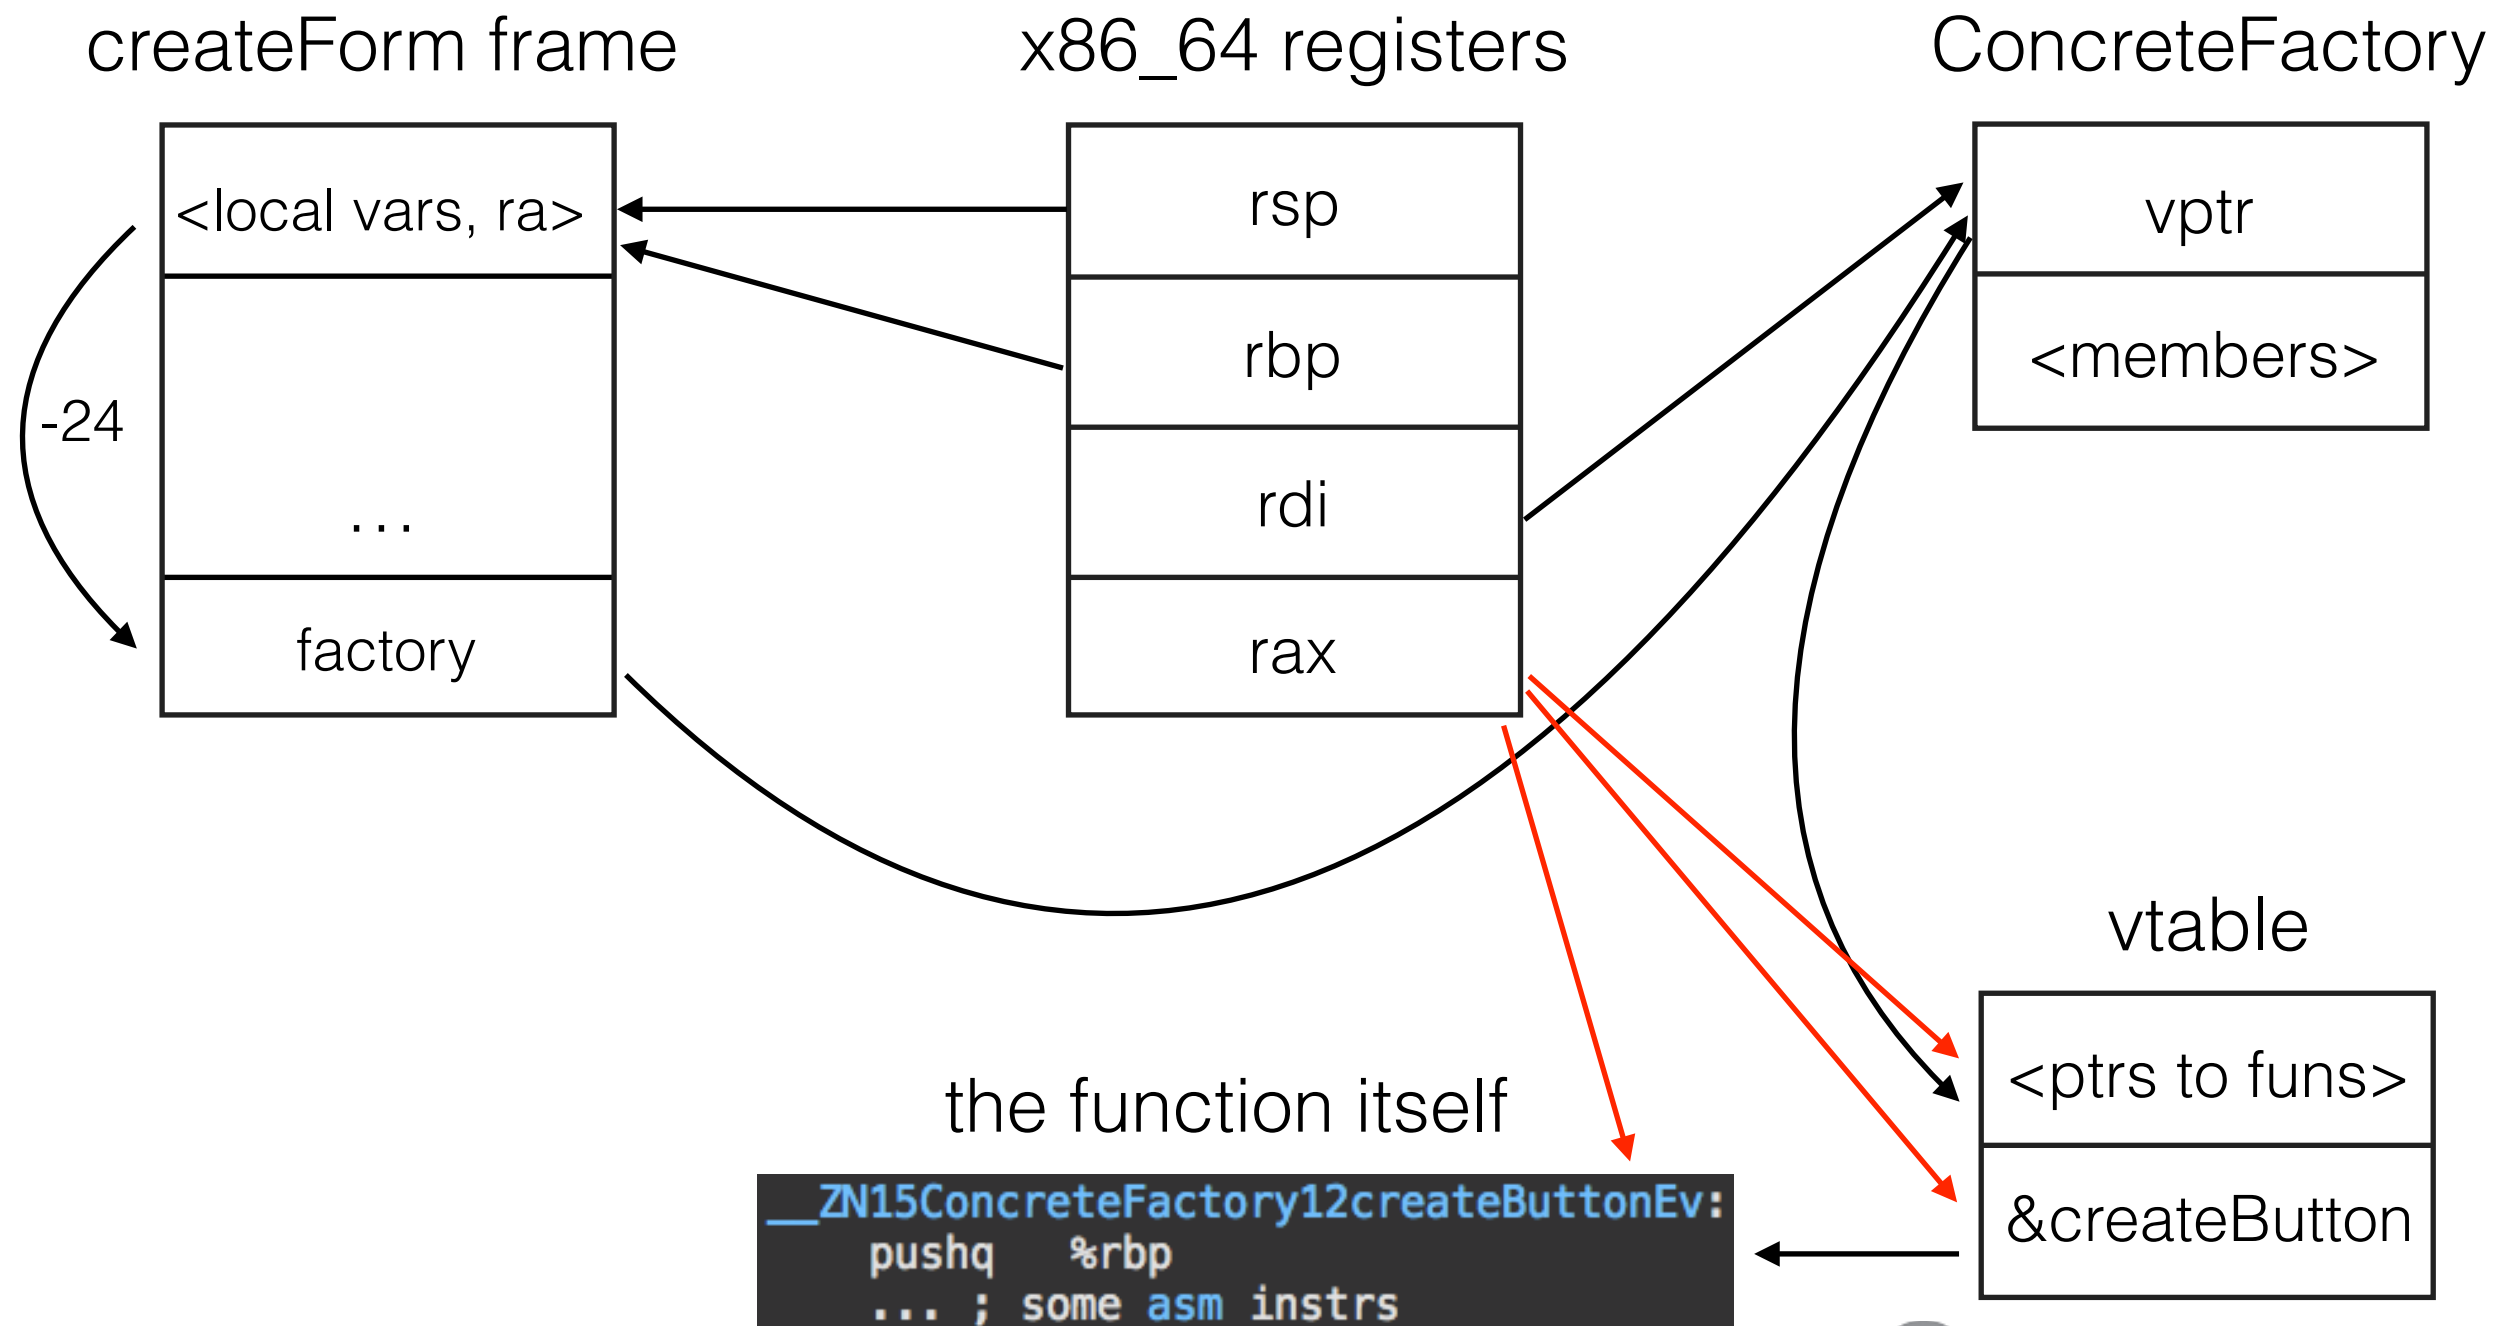 createForm frame
<local vars, ra>
-24
...
factory
x86_64 registers
rsp
rbp
rdi
rax
ConcreteFactory
vptr
<members>
vtable
<ptrs to funs>
&createButton
the function itself
__ZN15ConcreteFactory12createButtonEv:
pushq %rbp
... ; some asm instrs